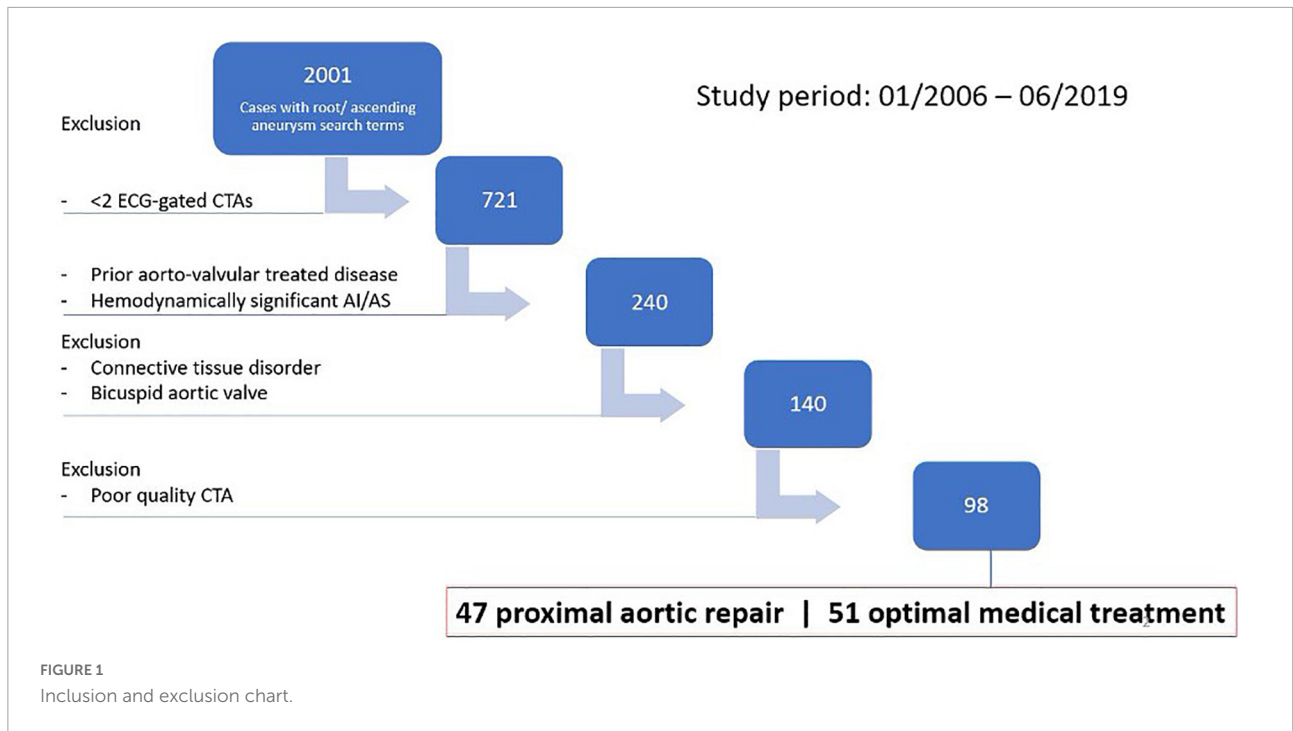 2001
Cases with root/ ascending
aneurysm search terms
Study period: 01/2006 – 06/2019
Exclusion
- <2 ECG-gated CTAs
721
- Prior aorto-valvular treated disease
- Hemodynamically significant AI/AS
240
Exclusion
- Connective tissue disorder
- Bicuspid aortic valve
140
Exclusion
- Poor quality CTA
98
47 proximal aortic repair | 51 optimal medical treatment
2
FIGURE 1
Inclusion and exclusion chart.